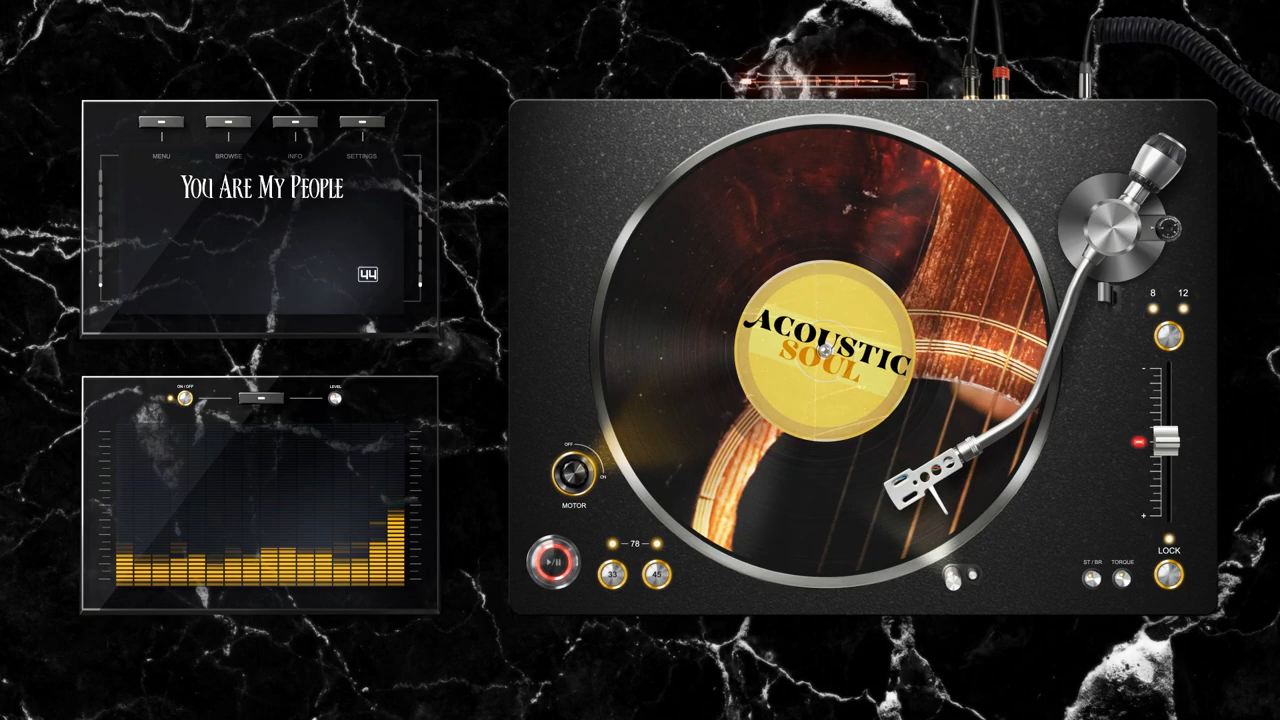 MENU BROWSE INFO SETTINGS
You Are My People
44
ON / OFF LEVEL
ACOUSTIC
SOUL
OFF
ON
MOTOR
78
33 45
8 12
-
+
LOCK
ST / BR TORQUE